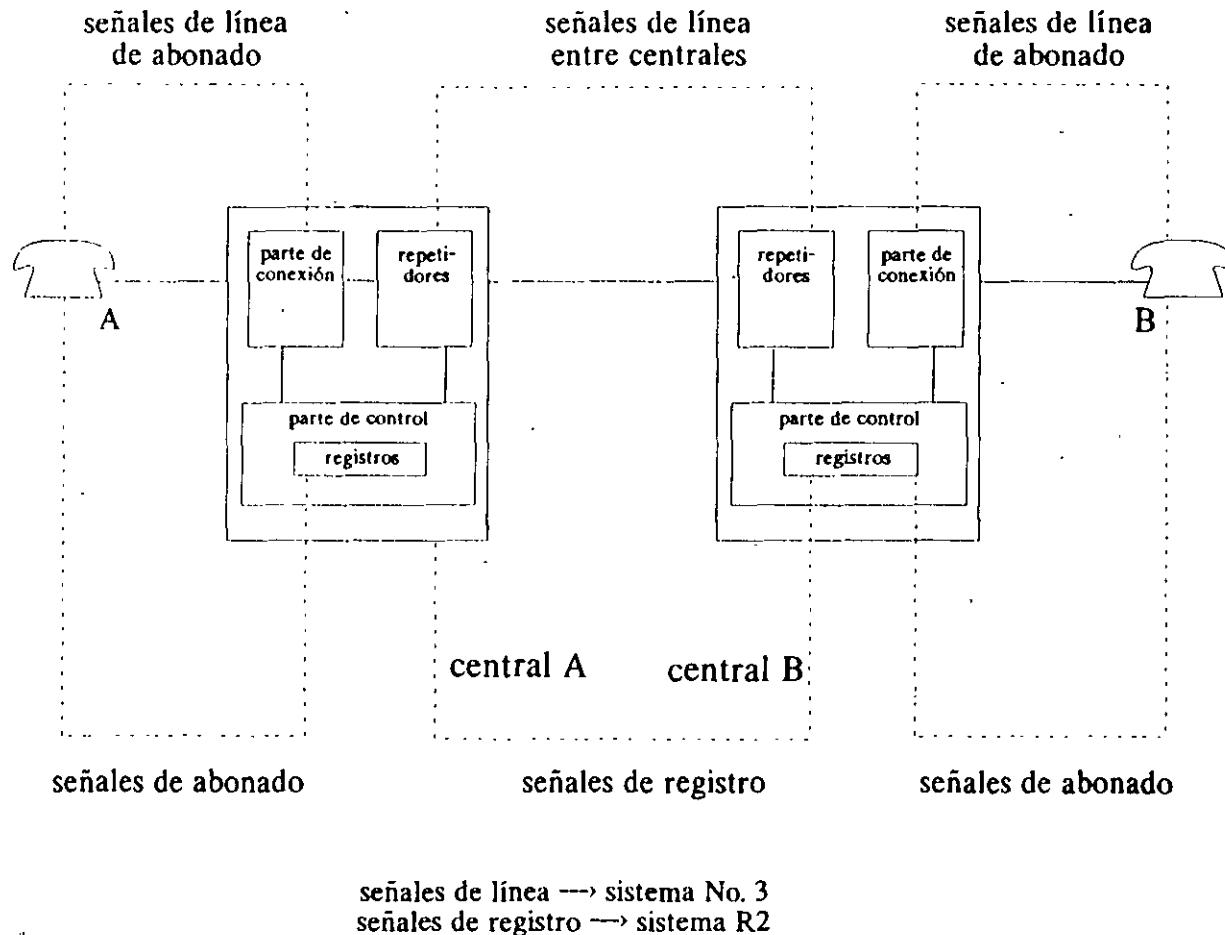 señales de línea
de abonado
señales de línea
entre centrales
señales de línea
de abonado
parte de
conexión
repeti-
dores
repeti-
dores
parte de
conexión
A
B
parte de control
registros
parte de control
registros
central A
central B
señales de abonado
señales de registro
señales de abonado
señales de línea ---> sistema No. 3
señales de registro ---> sistema R2